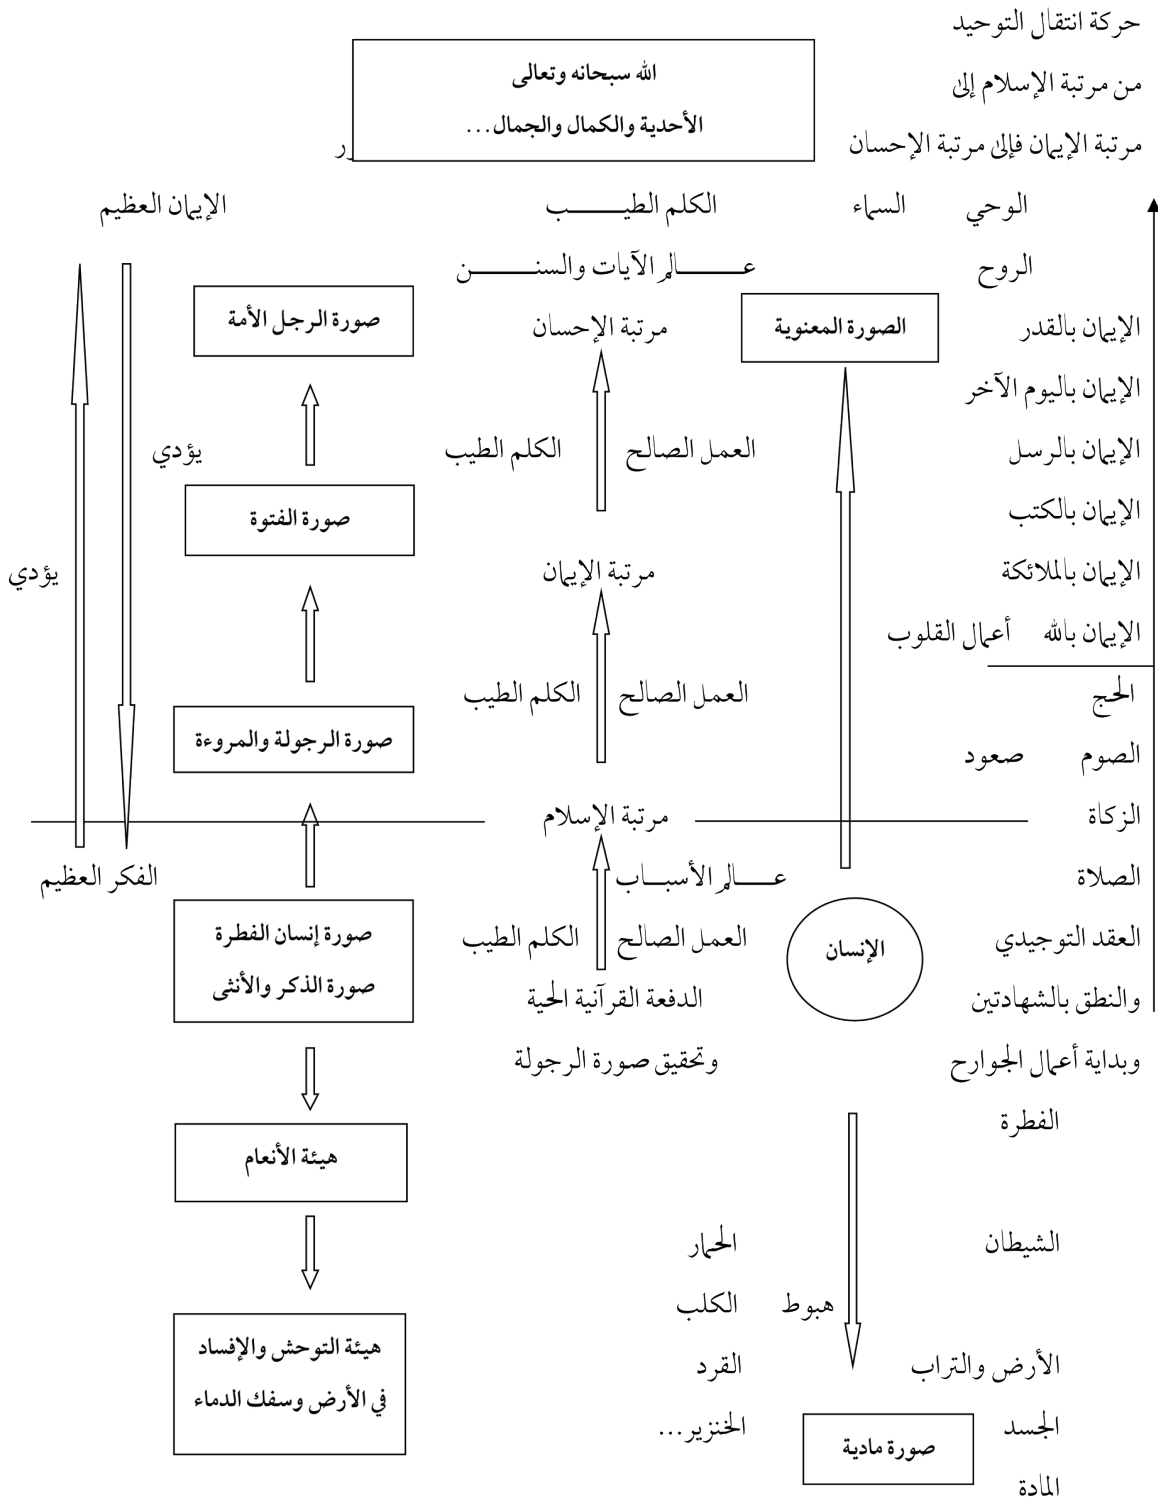 حركة انتقال التوحيد
من مرتبة الإسلام إلى
مرتبة الإيمان فإلى مرتبة الإحسان
الله سبحانه وتعالى
الأحدية والكمال والجمال...
الوحي السماء الكلم الطيـــــــب الإيمان العظيم
الروح عـــــــالم الآيات والسنـــــــن
الصورة المعنوية
صورة الرجل الأمة
الإيمان بالقدر مرتبة الإحسان
الإيمان باليوم الآخر
الإيمان بالرسل العمل الصالح الكلم الطيب يؤدي
صورة الفتوة
الإيمان بالكتب
الإيمان بالملائكة مرتبة الإيمان يؤدي
الإيمان بالله أعمال القلوب
الحج العمل الصالح الكلم الطيب
صورة الرجولة والمروءة
الصوم صعود
الزكاة مرتبة الإسلام
الصلاة عـــــالم الأسبـــاب الفكر العظيم
العقد التوجيدي العمل الصالح الكلم الطيب
الإنسان
صورة إنسان الفطرة
صورة الذكر والأنثى
والنطق بالشهادتين الدفعة القرآنية الحية
وبداية أعمال الجوارح وتحقيق صورة الرجولة
الفطرة
هيئة الأنعام
الشيطان الحمار
هبوط الكلب
هيئة التوحش والإفساد
في الأرض وسفك الدماء
الأرض والتراب القرد
الجسد الخنزير...
صورة مادية
المادة